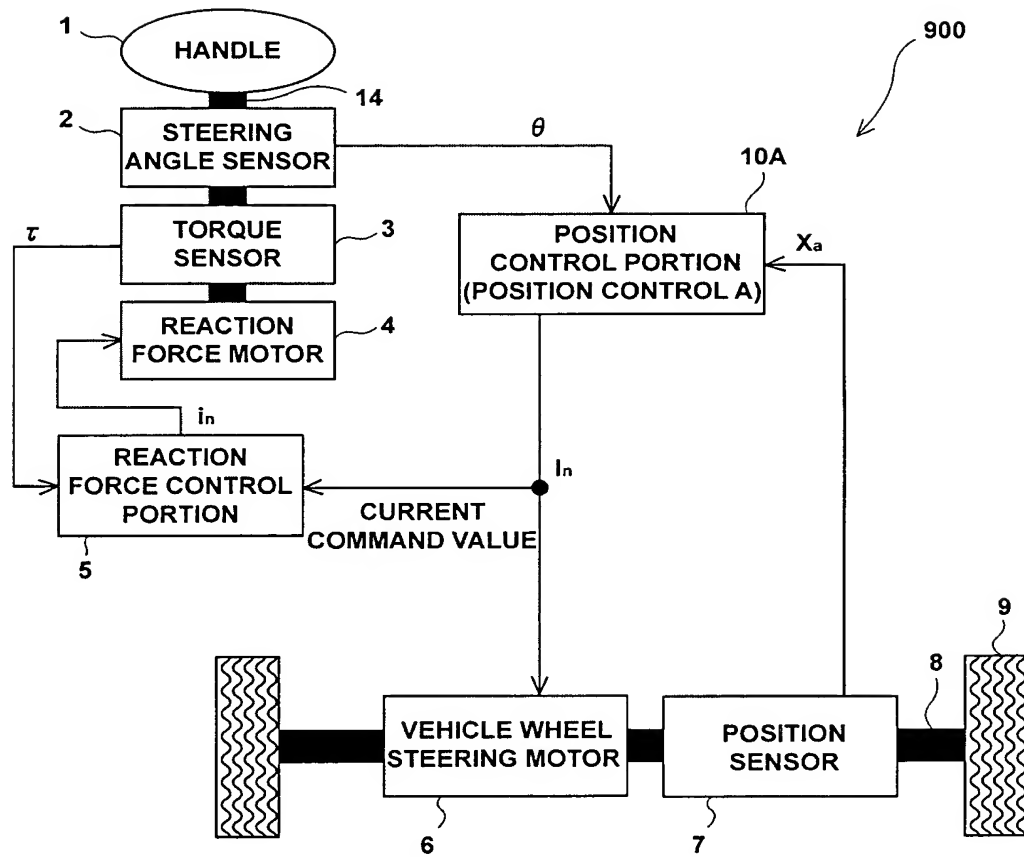 1
HANDLE
900
14
2
STEERING
ANGLE SENSOR
θ
10A
τ
TORQUE
SENSOR
3
POSITION
CONTROL PORTION
(POSITION CONTROL A)
Xa
REACTION
FORCE MOTOR
4
in
REACTION
FORCE CONTROL
PORTION
In
CURRENT
COMMAND VALUE
5
9
8
VEHICLE WHEEL
STEERING MOTOR
POSITION
SENSOR
6
7